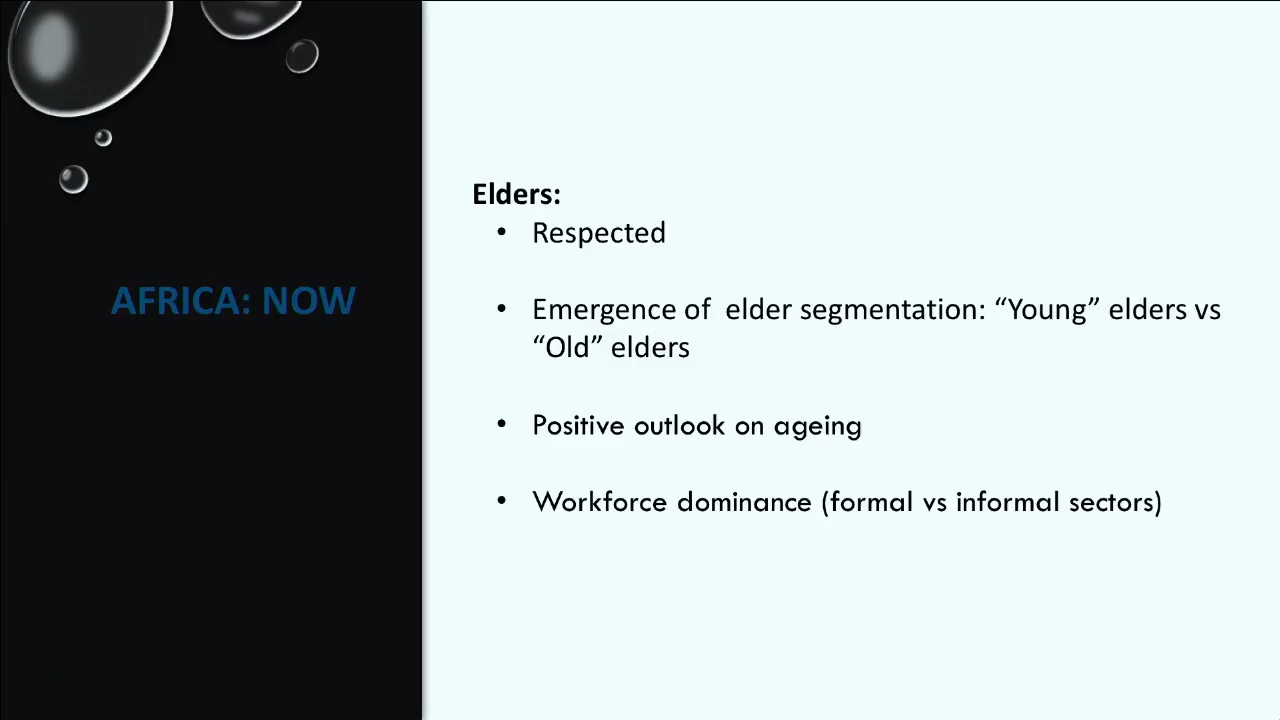 AFRICA: NOW
Elders:
• Respected
• Emergence of  elder segmentation: “Young” elders vs
“Old” elders
• Positive outlook on ageing
• Workforce dominance (formal vs informal sectors)